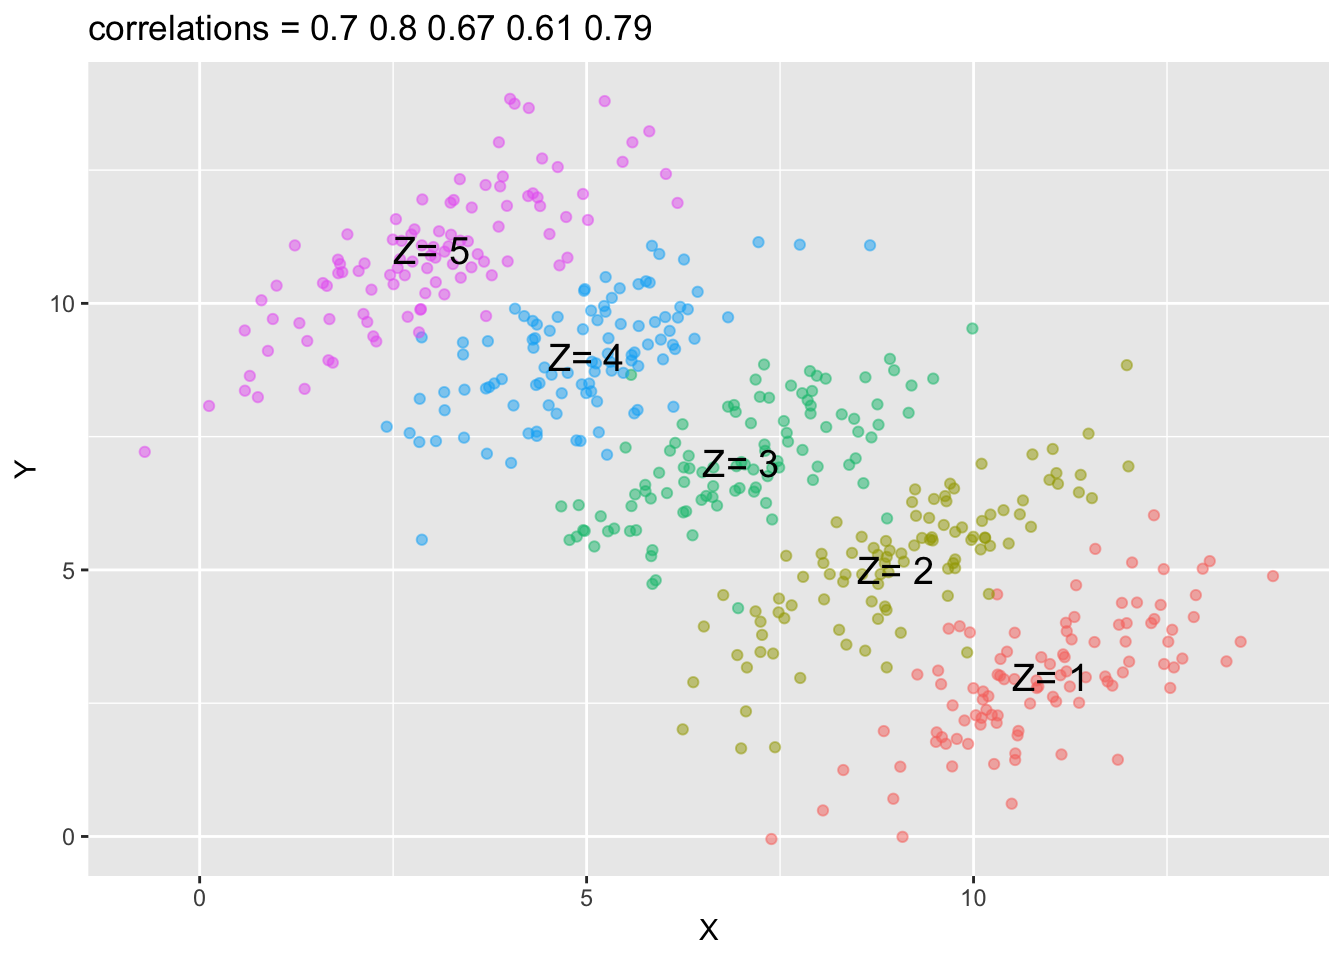 correlations = 0.7 0.8 0.67 0.61 0.79
Z= 5
10
Z= 4
Z= 3
Y
5
Z= 2
Z= 1
0
0 5 10
X